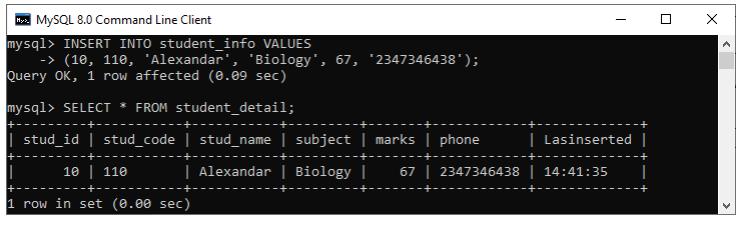 MySQL 8.0 Command Line Client
mysql> INSERT INTO student_info VALUES
    -> (10, 110, 'Alexandar', 'Biology', 67, '2347346438');
Query OK, 1 row affected (0.09 sec)
mysql> SELECT * FROM student_detail;
+---------+-----------+-----------+---------+-------+------------+-------------+
| stud_id | stud_code | stud_name | subject | marks | phone      | Lasinserted |
+---------+-----------+-----------+---------+-------+------------+-------------+
|      10 | 110       | Alexandar | Biology |    67 | 2347346438 | 14:41:35    |
+---------+-----------+-----------+---------+-------+------------+-------------+
1 row in set (0.00 sec)